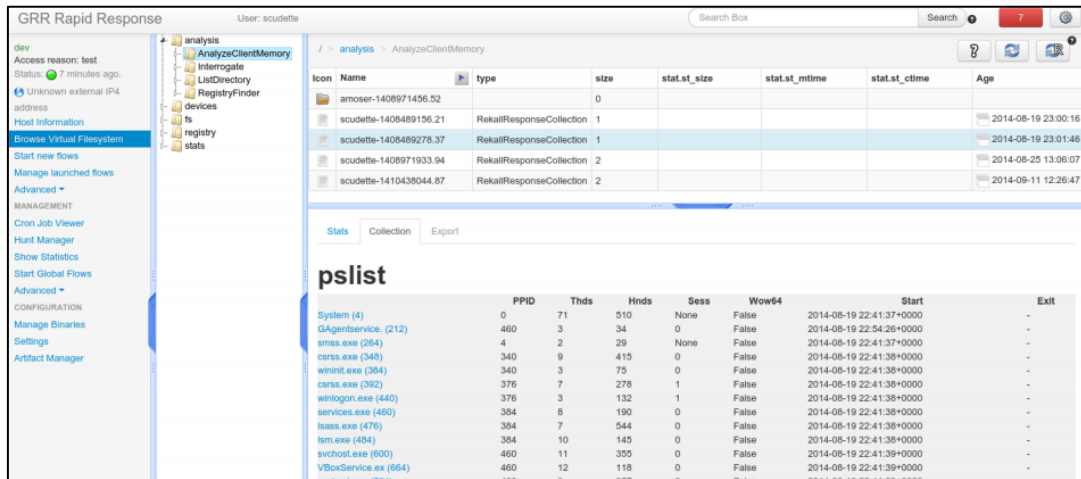 GRR Rapid Response
User: scudette
Search Box
Search
7
dev
Access reason: test
Status: 7 minutes ago.
Unknown external IP4
address
Host Information
Browse Virtual Filesystem
Start new flows
Manage launched flows
Advanced
MANAGEMENT
Cron Job Viewer
Hunt Manager
Show Statistics
Start Global Flows
Advanced
CONFIGURATION
Manage Binaries
Settings
Artifact Manager
analysis
AnalyzeClientMemory
Interrogate
ListDirectory
RegistryFinder
devices
fs
registry
stats
/ > analysis > AnalyzeClientMemory
Icon Name type size stat.st_size stat.st_mtime stat.st_ctime Age
amoser-1408971456.52 0
scudette-1408489156.21 RekallResponseCollection 1 2014-08-19 23:00:16
scudette-1408489278.37 RekallResponseCollection 1 2014-08-19 23:01:46
scudette-1408971933.94 RekallResponseCollection 2 2014-08-25 13:06:07
scudette-1410438044.87 RekallResponseCollection 2 2014-09-11 12:26:47
Stats Collection Export
pslist
PPID Thds Hnds Sess Wow64 Start Exit
System (4) 0 71 510 None False 2014-08-19 22:41:37+0000 -
GAgentservice. (212) 460 3 34 0 False 2014-08-19 22:54:26+0000 -
smss.exe (264) 4 2 29 None False 2014-08-19 22:41:37+0000 -
csrss.exe (348) 340 9 415 0 False 2014-08-19 22:41:38+0000 -
wininit.exe (384) 340 3 75 0 False 2014-08-19 22:41:38+0000 -
csrss.exe (392) 376 7 278 1 False 2014-08-19 22:41:38+0000 -
winlogon.exe (440) 376 3 132 1 False 2014-08-19 22:41:38+0000 -
services.exe (460) 384 8 190 0 False 2014-08-19 22:41:38+0000 -
lsass.exe (476) 384 7 544 0 False 2014-08-19 22:41:38+0000 -
lsm.exe (484) 384 10 145 0 False 2014-08-19 22:41:38+0000 -
svchost.exe (600) 460 11 355 0 False 2014-08-19 22:41:39+0000 -
VBoxService.ex (664) 460 12 118 0 False 2014-08-19 22:41:39+0000 -